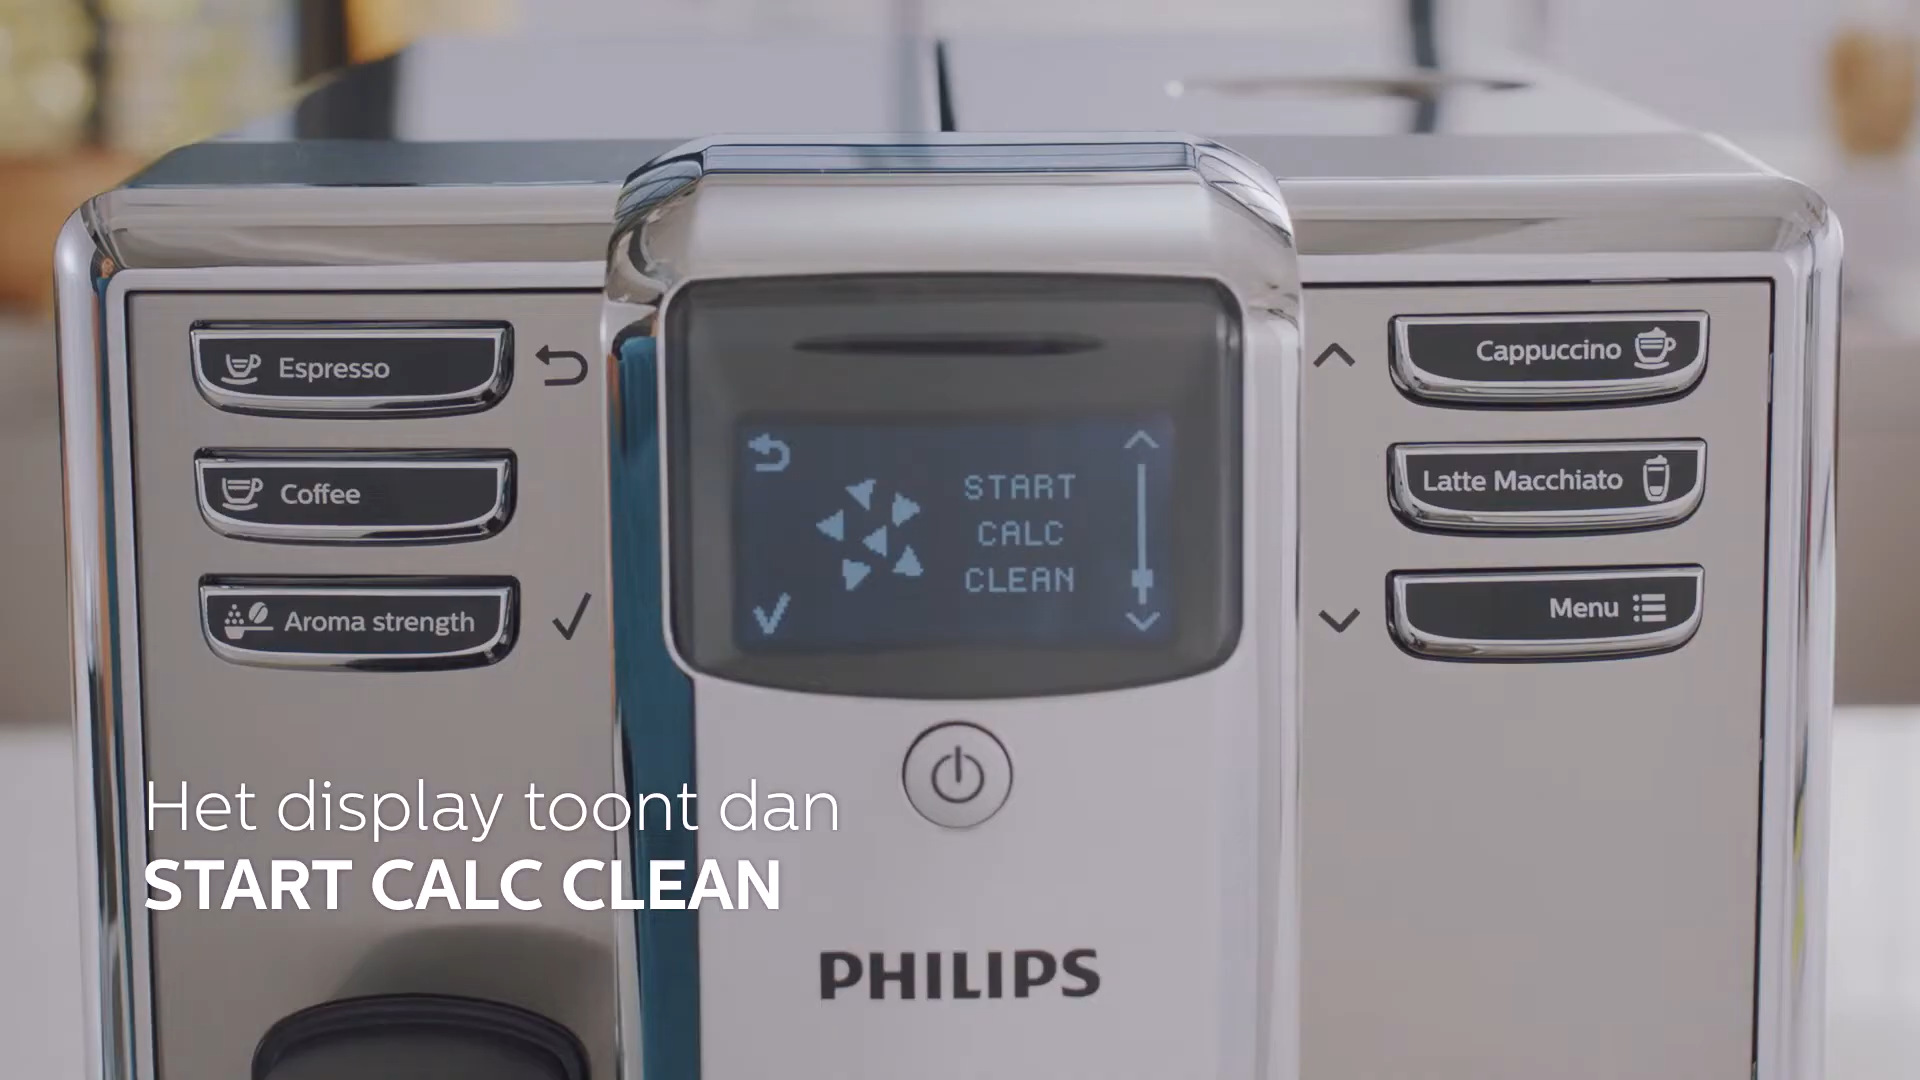 Espresso
Coffee
Aroma strength
START
CALC
CLEAN
Cappuccino
Latte Macchiato
Menu
Het display toont dan
START CALC CLEAN
PHILIPS